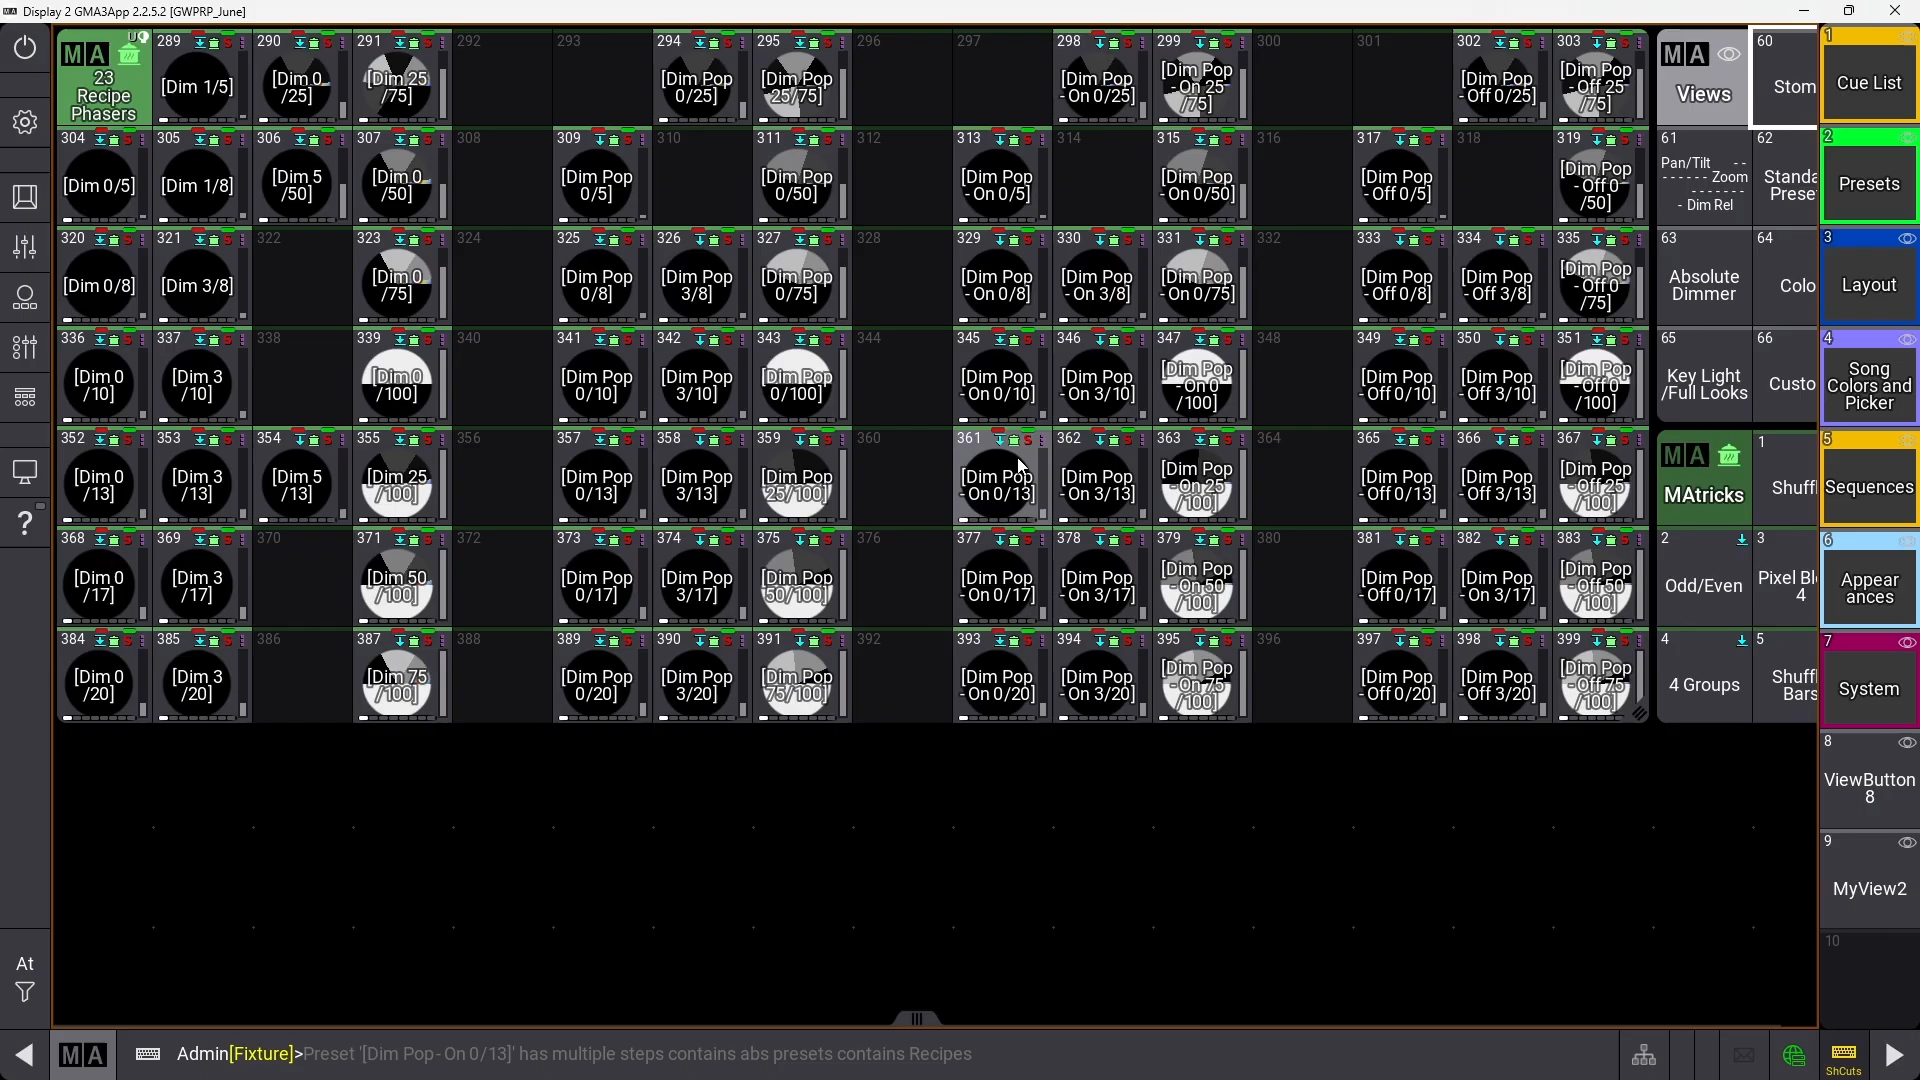 Display 2 GMA3App 2.2.5.2 [GWPRP_June]
MA
23
Recipe
Phasers
289
[Dim 1/5]
290
[Dim 0
/25]
291
[Dim 25
/75]
292
293
294
[Dim Pop
0/25]
295
[Dim Pop
25/75]
296
297
298
[Dim Pop
- On 0/25]
299
[Dim Pop
- On 25
/75]
300
301
302
[Dim Pop
- Off 0/25]
303
[Dim Pop
- Off 25
/75]
304
[Dim 0/5]
305
[Dim 1/8]
306
[Dim 5
/50]
307
[Dim 0
/50]
308
309
[Dim Pop
0/5]
310
311
[Dim Pop
0/50]
312
313
[Dim Pop
- On 0/5]
314
315
[Dim Pop
- On 0/50]
316
317
[Dim Pop
- Off 0/5]
318
319
[Dim Pop
- Off 0
/50]
320
[Dim 0/8]
321
[Dim 3/8]
322
323
[Dim 0
/75]
324
325
[Dim Pop
0/8]
326
[Dim Pop
3/8]
327
[Dim Pop
0/75]
328
329
[Dim Pop
- On 0/8]
330
[Dim Pop
- On 3/8]
331
[Dim Pop
- On 0/75]
332
333
[Dim Pop
- Off 0/8]
334
[Dim Pop
- Off 3/8]
335
[Dim Pop
- Off 0
/75]
336
[Dim 0
/10]
337
[Dim 3
/10]
338
339
[Dim 0
/100]
340
341
[Dim Pop
0/10]
342
[Dim Pop
3/10]
343
[Dim Pop
0/100]
344
345
[Dim Pop
- On 0/10]
346
[Dim Pop
- On 3/10]
347
[Dim Pop
- On 0
/100]
348
349
[Dim Pop
- Off 0/10]
350
[Dim Pop
- Off 3/10]
351
[Dim Pop
- Off 0
/100]
352
[Dim 0
/13]
353
[Dim 3
/13]
354
[Dim 5
/13]
355
[Dim 25
/100]
356
357
[Dim Pop
0/13]
358
[Dim Pop
3/13]
359
[Dim Pop
25/100]
360
361
[Dim Pop
- On 0/13]
362
[Dim Pop
- On 3/13]
363
[Dim Pop
- On 25
/100]
364
365
[Dim Pop
- Off 0/13]
366
[Dim Pop
- Off 3/13]
367
[Dim Pop
- Off 25
/100]
368
[Dim 0
/17]
369
[Dim 3
/17]
370
371
[Dim 50
/100]
372
373
[Dim Pop
0/17]
374
[Dim Pop
3/17]
375
[Dim Pop
50/100]
376
377
[Dim Pop
- On 0/17]
378
[Dim Pop
- On 3/17]
379
[Dim Pop
- On 50
/100]
380
381
[Dim Pop
- Off 0/17]
382
[Dim Pop
- On 3/17]
383
[Dim Pop
- Off 50
/100]
384
[Dim 0
/20]
385
[Dim 3
/20]
386
387
[Dim 75
/100]
388
389
[Dim Pop
0/20]
390
[Dim Pop
3/20]
391
[Dim Pop
75/100]
392
393
[Dim Pop
- On 0/20]
394
[Dim Pop
- On 3/20]
395
[Dim Pop
- On 75
/100]
396
397
[Dim Pop
- Off 0/20]
398
[Dim Pop
- Off 3/20]
399
[Dim Pop
- Off 75
/100]
MA
Views
60
Stom
61
Pan/Tilt --
------ Zoom
-------
- Dim Rel
62
Standa
Prese
63
Absolute
Dimmer
64
Colo
65
Key Light
/Full Looks
66
Custo
MA
MAtricks
1
Shuffl
2
Odd/Even
3
Pixel Bl
4
4
4 Groups
5
Shuffl
Bars
1
Cue List
2
Presets
3
Layout
4
Song
Colors and
Picker
5
Sequences
6
Appear
ances
7
System
8
ViewButton
8
9
MyView2
10
?
At
MA
Admin[Fixture]>Preset '[Dim Pop - On 0/13]' has multiple steps contains abs presets contains Recipes
ShCuts